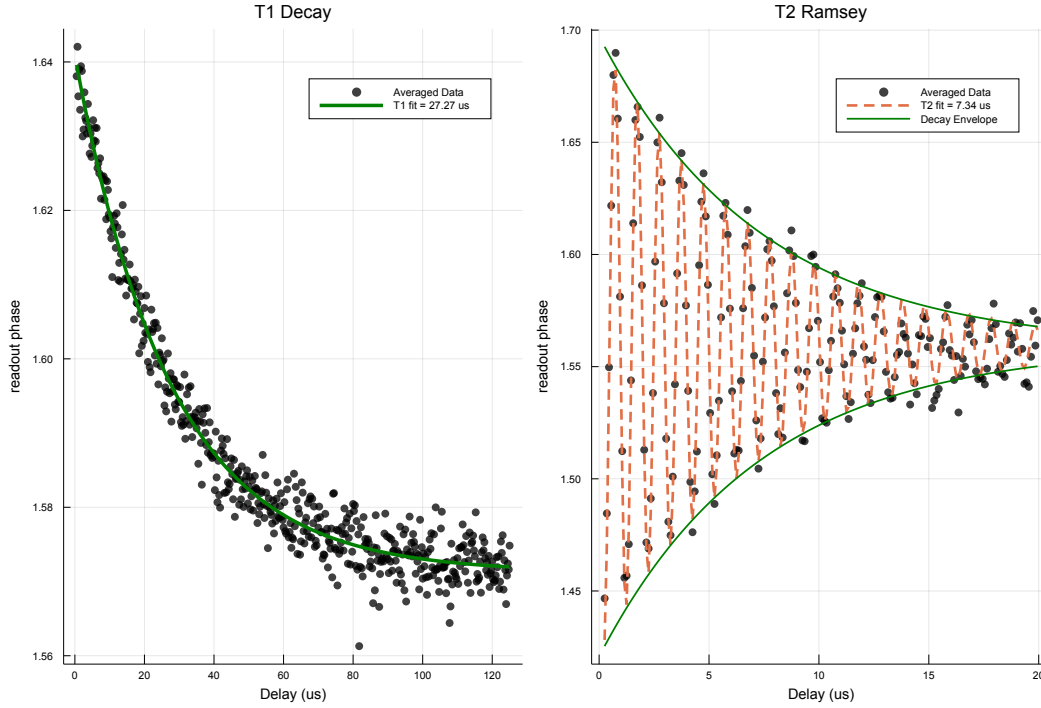 T1 Decay
T2 Ramsey
Averaged Data
T1 fit = 27.27 us
Averaged Data
T2 fit = 7.34 us
Decay Envelope
readout phase
1.64
1.62
1.60
1.58
1.56
0
20
40
60
80
100
120
Delay (us)
readout phase
1.70
1.65
1.60
1.55
1.50
1.45
0
5
10
15
20
Delay (us)